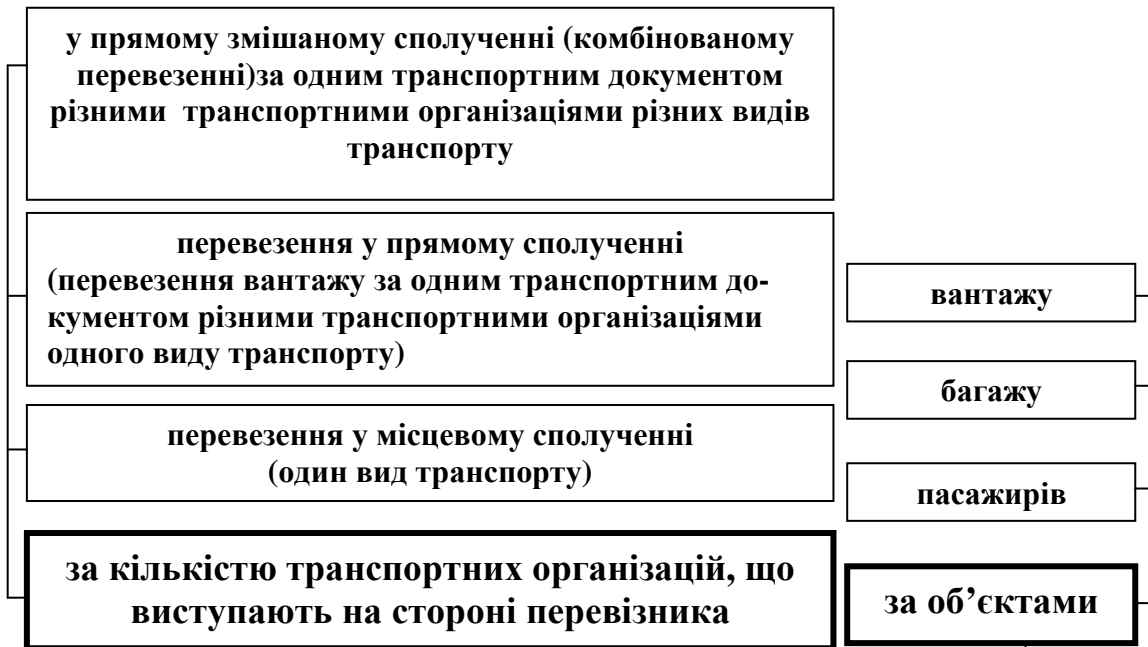 у прямому змішаному сполученні (комбінованому
перевезенні)за одним транспортним документом
різними транспортними організаціями різних видів
транспорту
перевезення у прямому сполученні
(перевезення вантажу за одним транспортним до-
кументом різними транспортними організаціями
одного виду транспорту)
перевезення у місцевому сполученні
(один вид транспорту)
за кількістю транспортних організацій, що
виступають на стороні перевізника
вантажу
багажу
пасажирів
за об’єктами